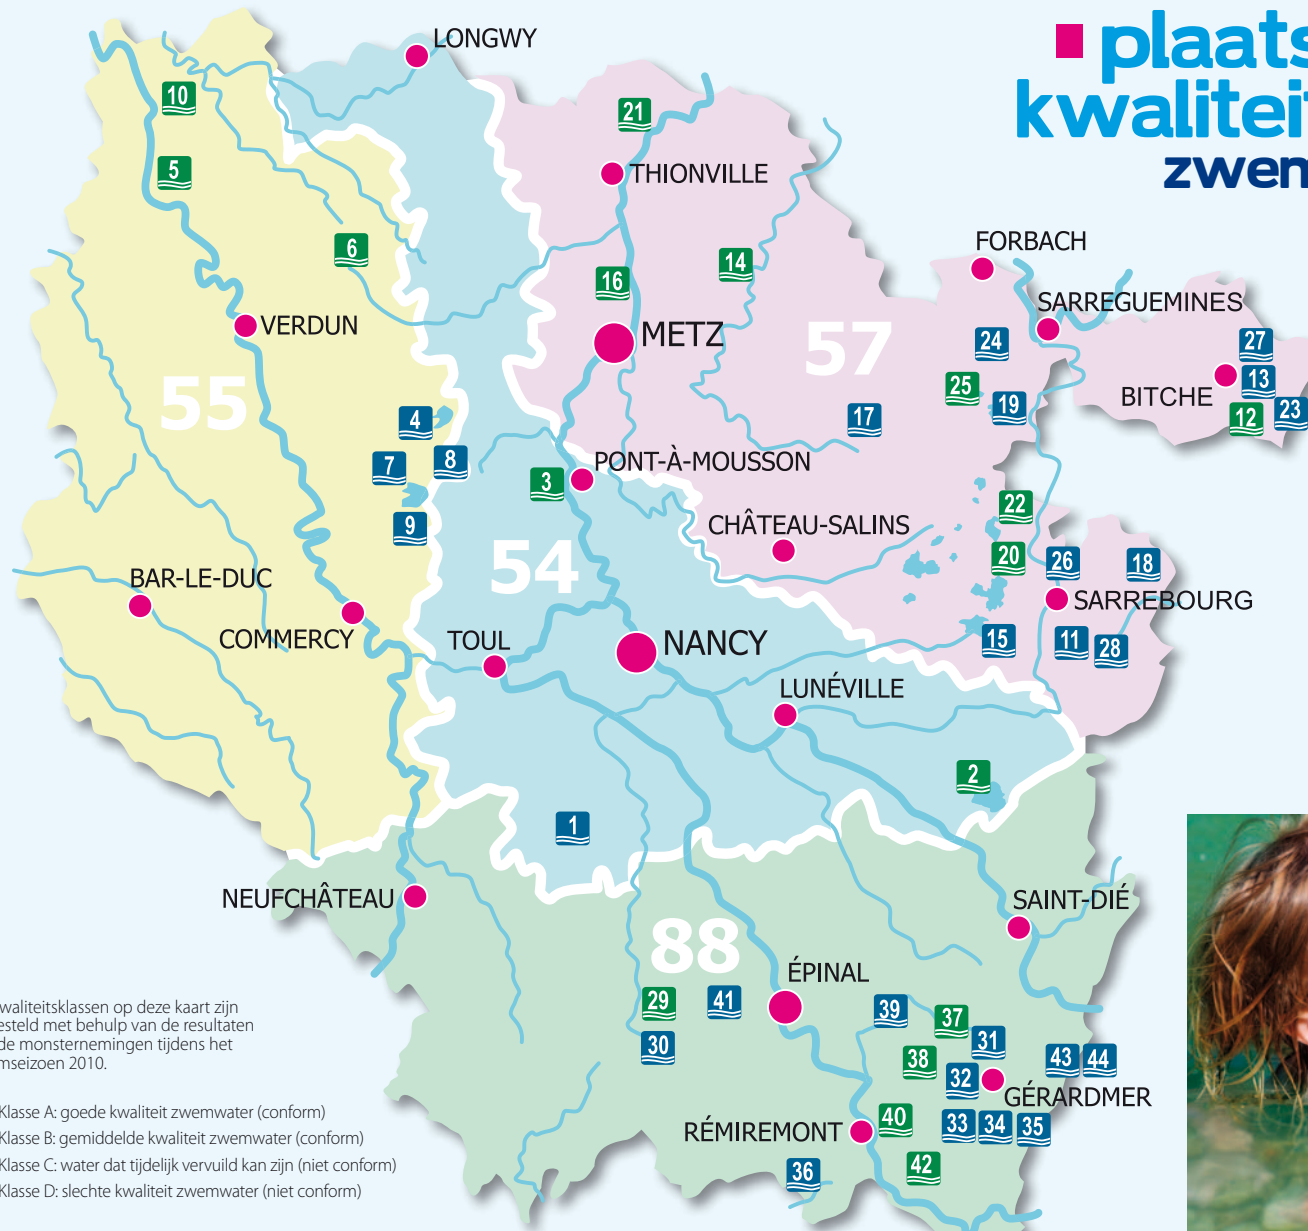 plaats
kwaliteit
zwem
LONGWY
10
21
5
THIONVILLE
6
14
FORBACH
16
SARREGUEMINES
VERDUN
METZ
57
24
27
55
25
BITCHE
13
4
17
19
12
23
7
8
PONT-À-MOUSSON
3
9
22
CHÂTEAU-SALINS
54
20
26
18
BAR-LE-DUC
SARREBOURG
COMMERCY
TOUL
NANCY
15
11
28
LUNÉVILLE
2
1
NEUFCHÂTEAU
SAINT-DIÉ
88
ÉPINAL
29
41
39
37
30
31
38
32
43
44
GÉRARDMER
40
33
34
35
RÉMIREMONT
36
42
waliteitsklassen op deze kaart zijn
esteld met behulp van de resultaten
de monsternemingen tijdens het
mseizoen 2010.
Klasse A: goede kwaliteit zwemwater (conform)
Klasse B: gemiddelde kwaliteit zwemwater (conform)
Klasse C: water dat tijdelijk vervuild kan zijn (niet conform)
Klasse D: slechte kwaliteit zwemwater (niet conform)